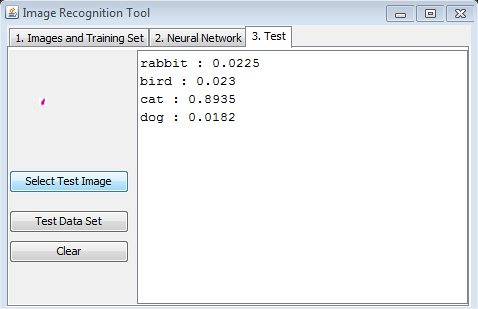 Image Recognition Tool
1. Images and Training Set
2. Neural Network
3. Test
rabbit : 0.0225
bird : 0.023
cat : 0.8935
dog : 0.0182
Select Test Image
Test Data Set
Clear